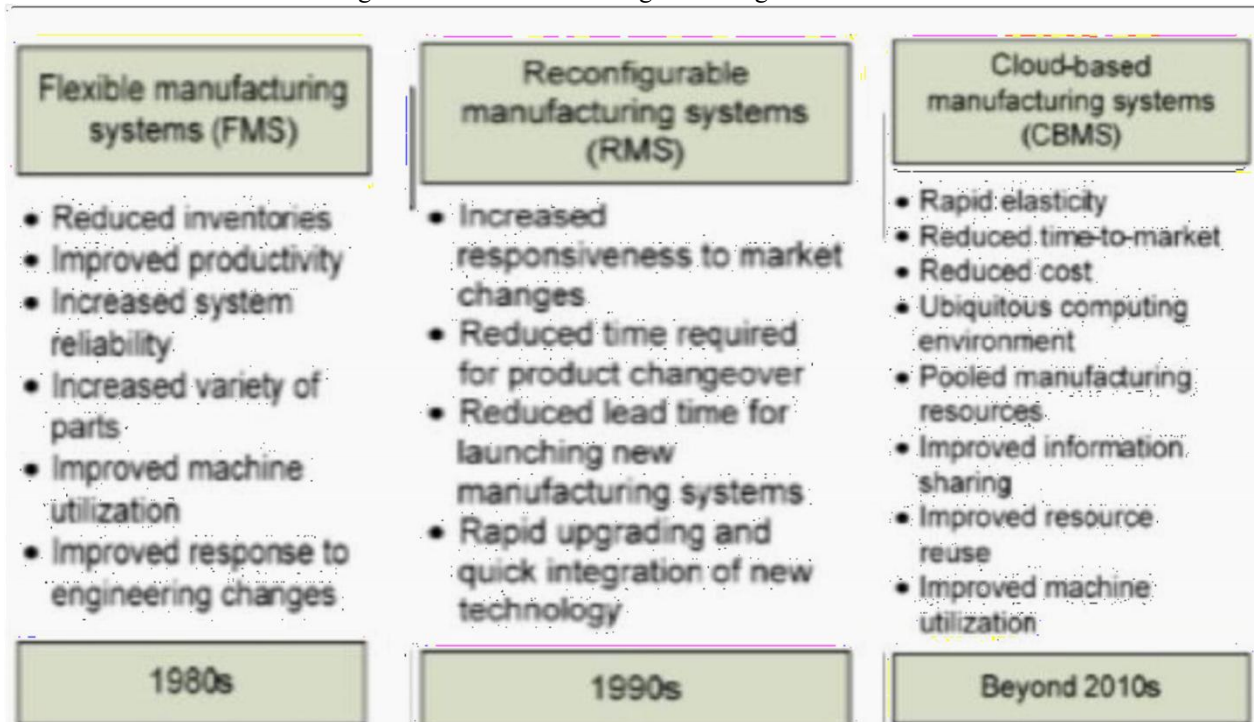 Flexible manufacturing
systems (FMS)
• Reduced inventories
• Improved productivity
• Increased system
reliability
• Increased variety of
parts
• Improved machine
utilization
• Improved response to
engineering changes
1980s
Reconfigurable
manufacturing systems
(RMS)
• Increased
responsiveness to market
changes
• Reduced time required
for product changeover
• Reduced lead time for
launching new
manufacturing systems
• Rapid upgrading and
quick integration of new
technology
1990s
Cloud-based
manufacturing systems
(CBMS)
• Rapid elasticity
• Reduced time-to-market
• Reduced cost
• Ubiquitous computing
environment
• Pooled manufacturing
resources
• Improved information
sharing
• Improved resource
reuse
• Improved machine
utilization
Beyond 2010s